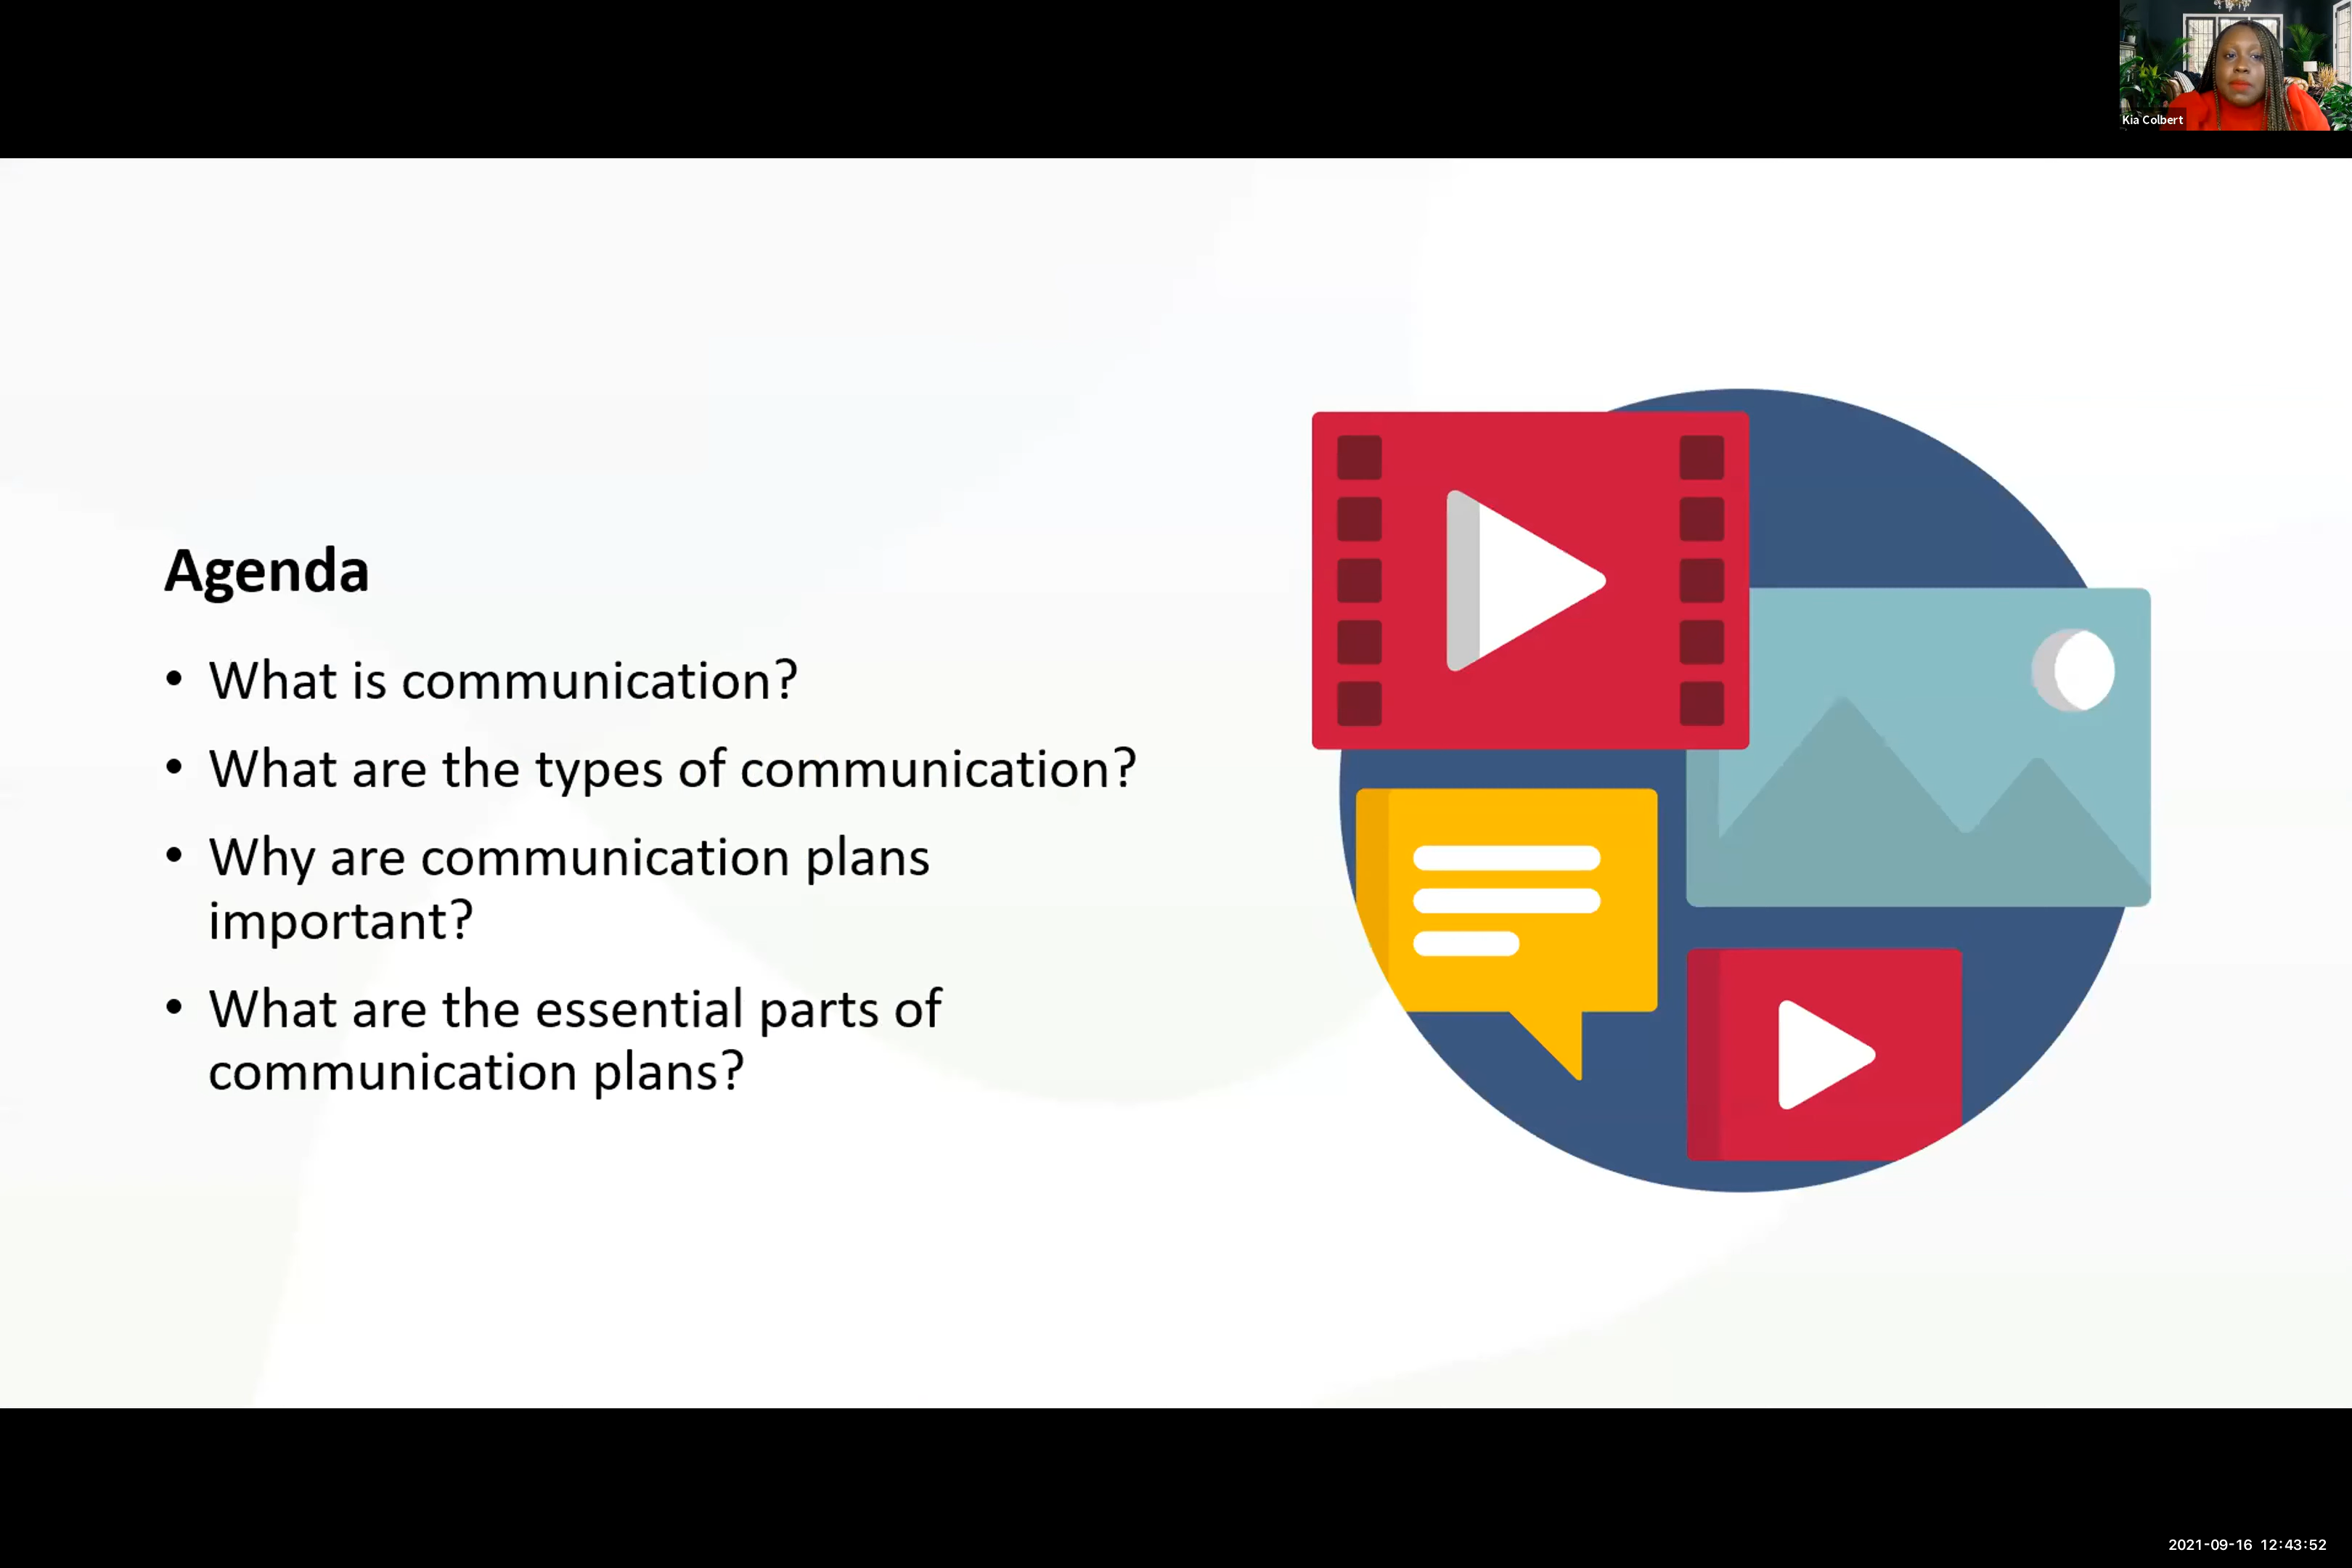 Kia Colbert
Agenda
• What is communication?
• What are the types of communication?
• Why are communication plans
important?
• What are the essential parts of
communication plans?
2021-09-16 12:43:52